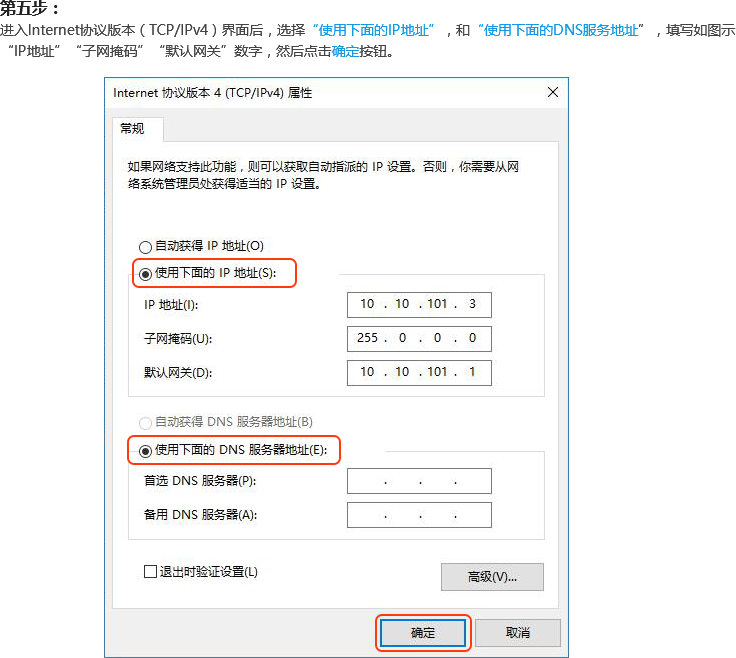 第五步：
进入Internet协议版本（TCP/IPv4）界面后，选择“使用下面的IP地址”，和“使用下面的DNS服务地址”，填写如图示
“IP地址”“子网掩码”“默认网关”数字，然后点击确定按钮。
Internet 协议版本 4 (TCP/IPv4) 属性
常规
如果网络支持此功能，则可以获取自动指派的 IP 设置。否则，你需要从网
络系统管理员处获得适当的 IP 设置。
自动获得 IP 地址(O)
使用下面的 IP 地址(S):
IP 地址(I): 10 . 10 . 101 . 3
子网掩码(U): 255 . 0 . 0 . 0
默认网关(D): 10 . 10 . 101 . 1
自动获得 DNS 服务器地址(B)
使用下面的 DNS 服务器地址(E):
首选 DNS 服务器(P): . . .
备用 DNS 服务器(A): . . .
退出时验证设置(L)
高级(V)...
确定 取消